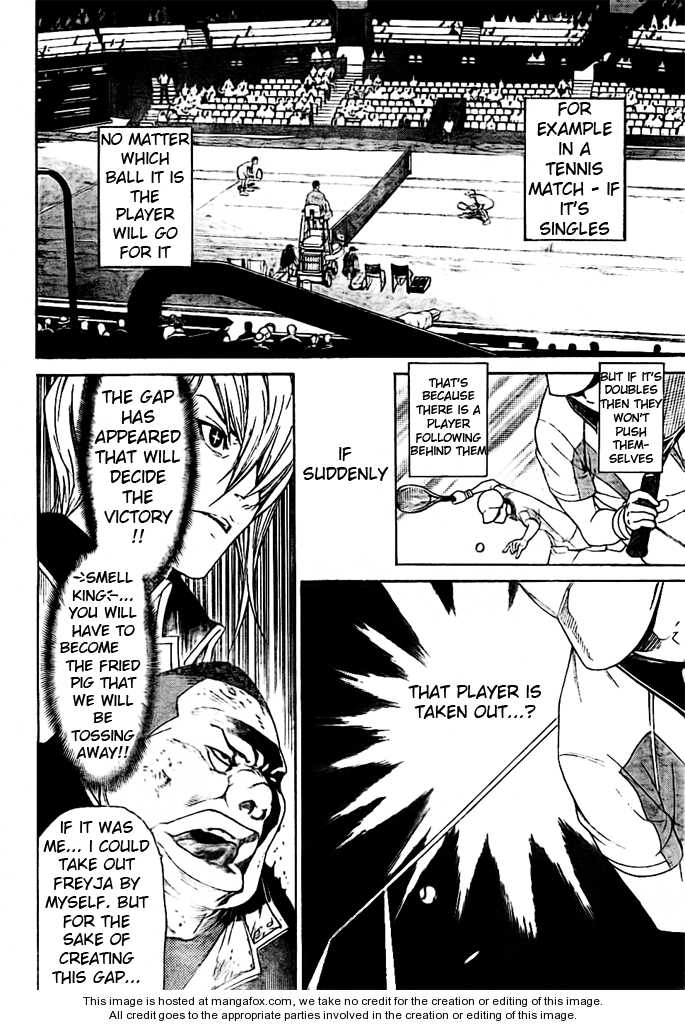 FOR
EXAMPLE
IN A
TENNIS
MATCH - IF
IT'S
SINGLES
NO MATTER
WHICH
BALL IT IS
THE
PLAYER
WILL GO
FOR IT
BUT IF IT'S
DOUBLES
THEN THEY
WON'T
PUSH
THEM-
SELVES
THAT'S
BECAUSE
THERE IS A
PLAYER
FOLLOWING
BEHIND THEM
IF
SUDDENLY
THAT PLAYER IS
TAKEN OUT...?
THE GAP
HAS
APPEARED
THAT WILL
DECIDE
THE
VICTORY
!!
->SMELL
KING<-...
YOU WILL
HAVE TO
BECOME
THE FRIED
PIG THAT
WE WILL
BE
TOSSING
AWAY!!
IF IT WAS
ME... I COULD
TAKE OUT
FREYJA BY
MYSELF. BUT
FOR THE
SAKE OF
CREATING
THIS GAP...
This image is hosted at mangafox.com, we take no credit for the creation or editing of this image.
All credit goes to the appropriate parties involved in the creation or editing of this image.